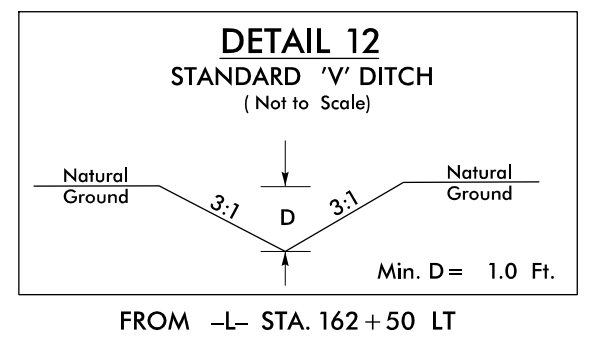 DETAIL 12
STANDARD 'V' DITCH
( Not to Scale)
Natural
Ground
3:1
D
3:1
Natural
Ground
Min. D = 1.0 Ft.
FROM -L- STA. 162+50 LT